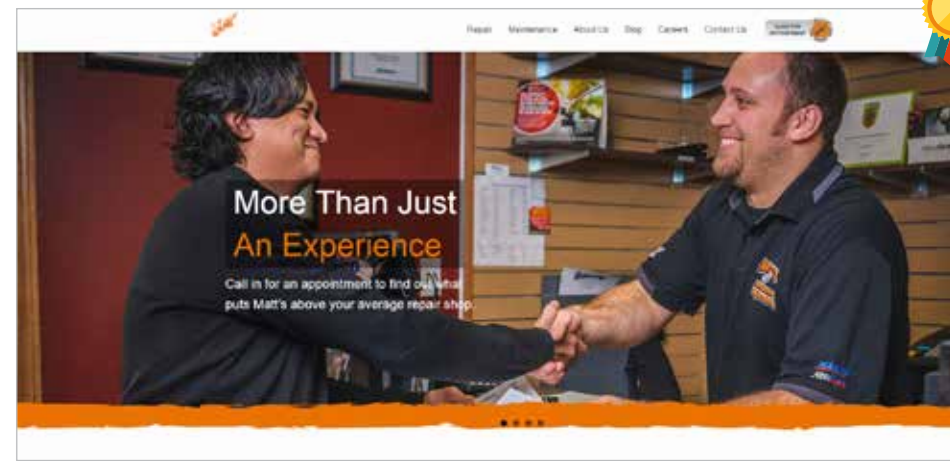 Repair Maintenance About Us Blog Careers Contact Us
More Than Just
An Experience
Call in for an appointment to find out what
puts Matt's above your average repair shop.